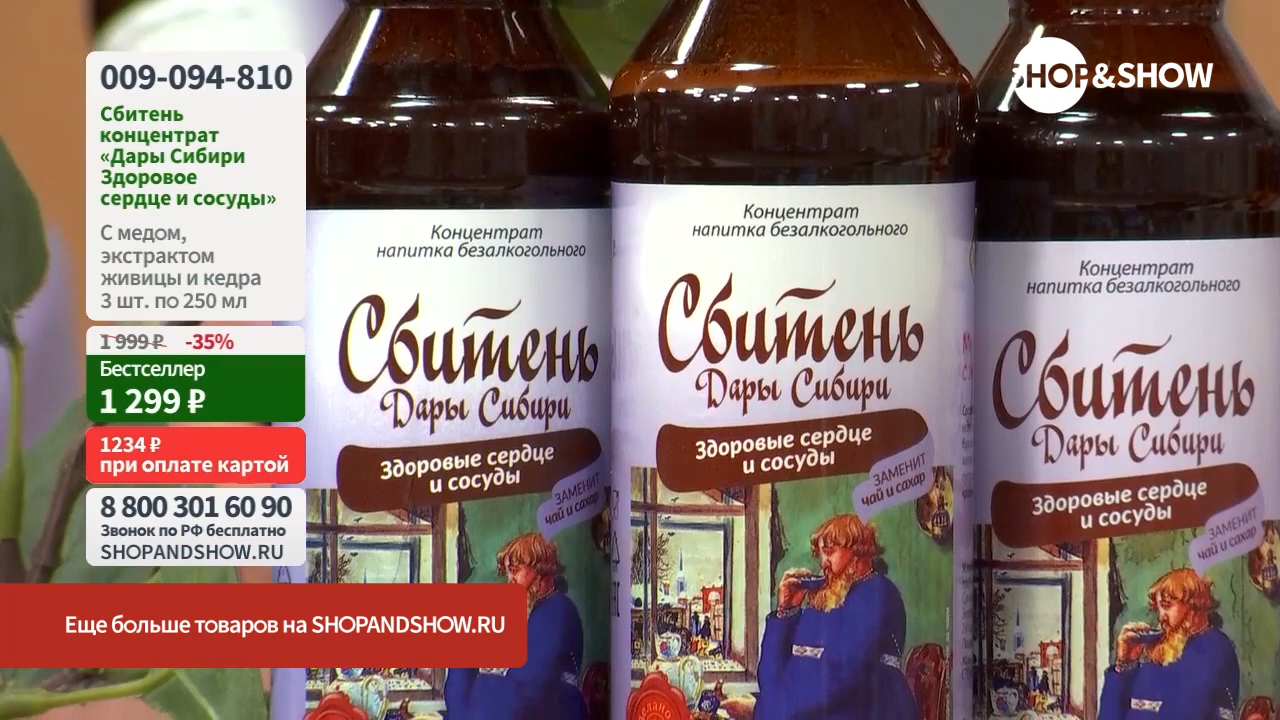 009-094-810
Сбитень
концентрат
«Дары Сибири
Здоровое
сердце и сосуды»
С медом,
экстрактом
живицы и кедра
3 шт. по 250 мл
1 999 ₽ -35%
Бестселлер
1 299 ₽
1234 ₽
при оплате картой
8 800 301 60 90
Звонок по РФ бесплатно
SHOPANDSHOW.RU
Еще больше товаров на SHOPANDSHOW.RU
SHOP&SHOW
Концентрат
напитка безалкогольного
Сбитень
Дары Сибири
Здоровые сердце
и сосуды
ЗАМЕНИТ
чай и сахар
Концентрат
напитка безалкогольного
Сбитень
Дары Сибири
Здоровые сердце
и сосуды
ЗАМЕНИТ
чай и сахар
Концентрат
напитка безалкогольного
Сбитень
Дары Сибири
Здоровые сердце
и сосуды
ЗАМЕНИТ
чай и сахар